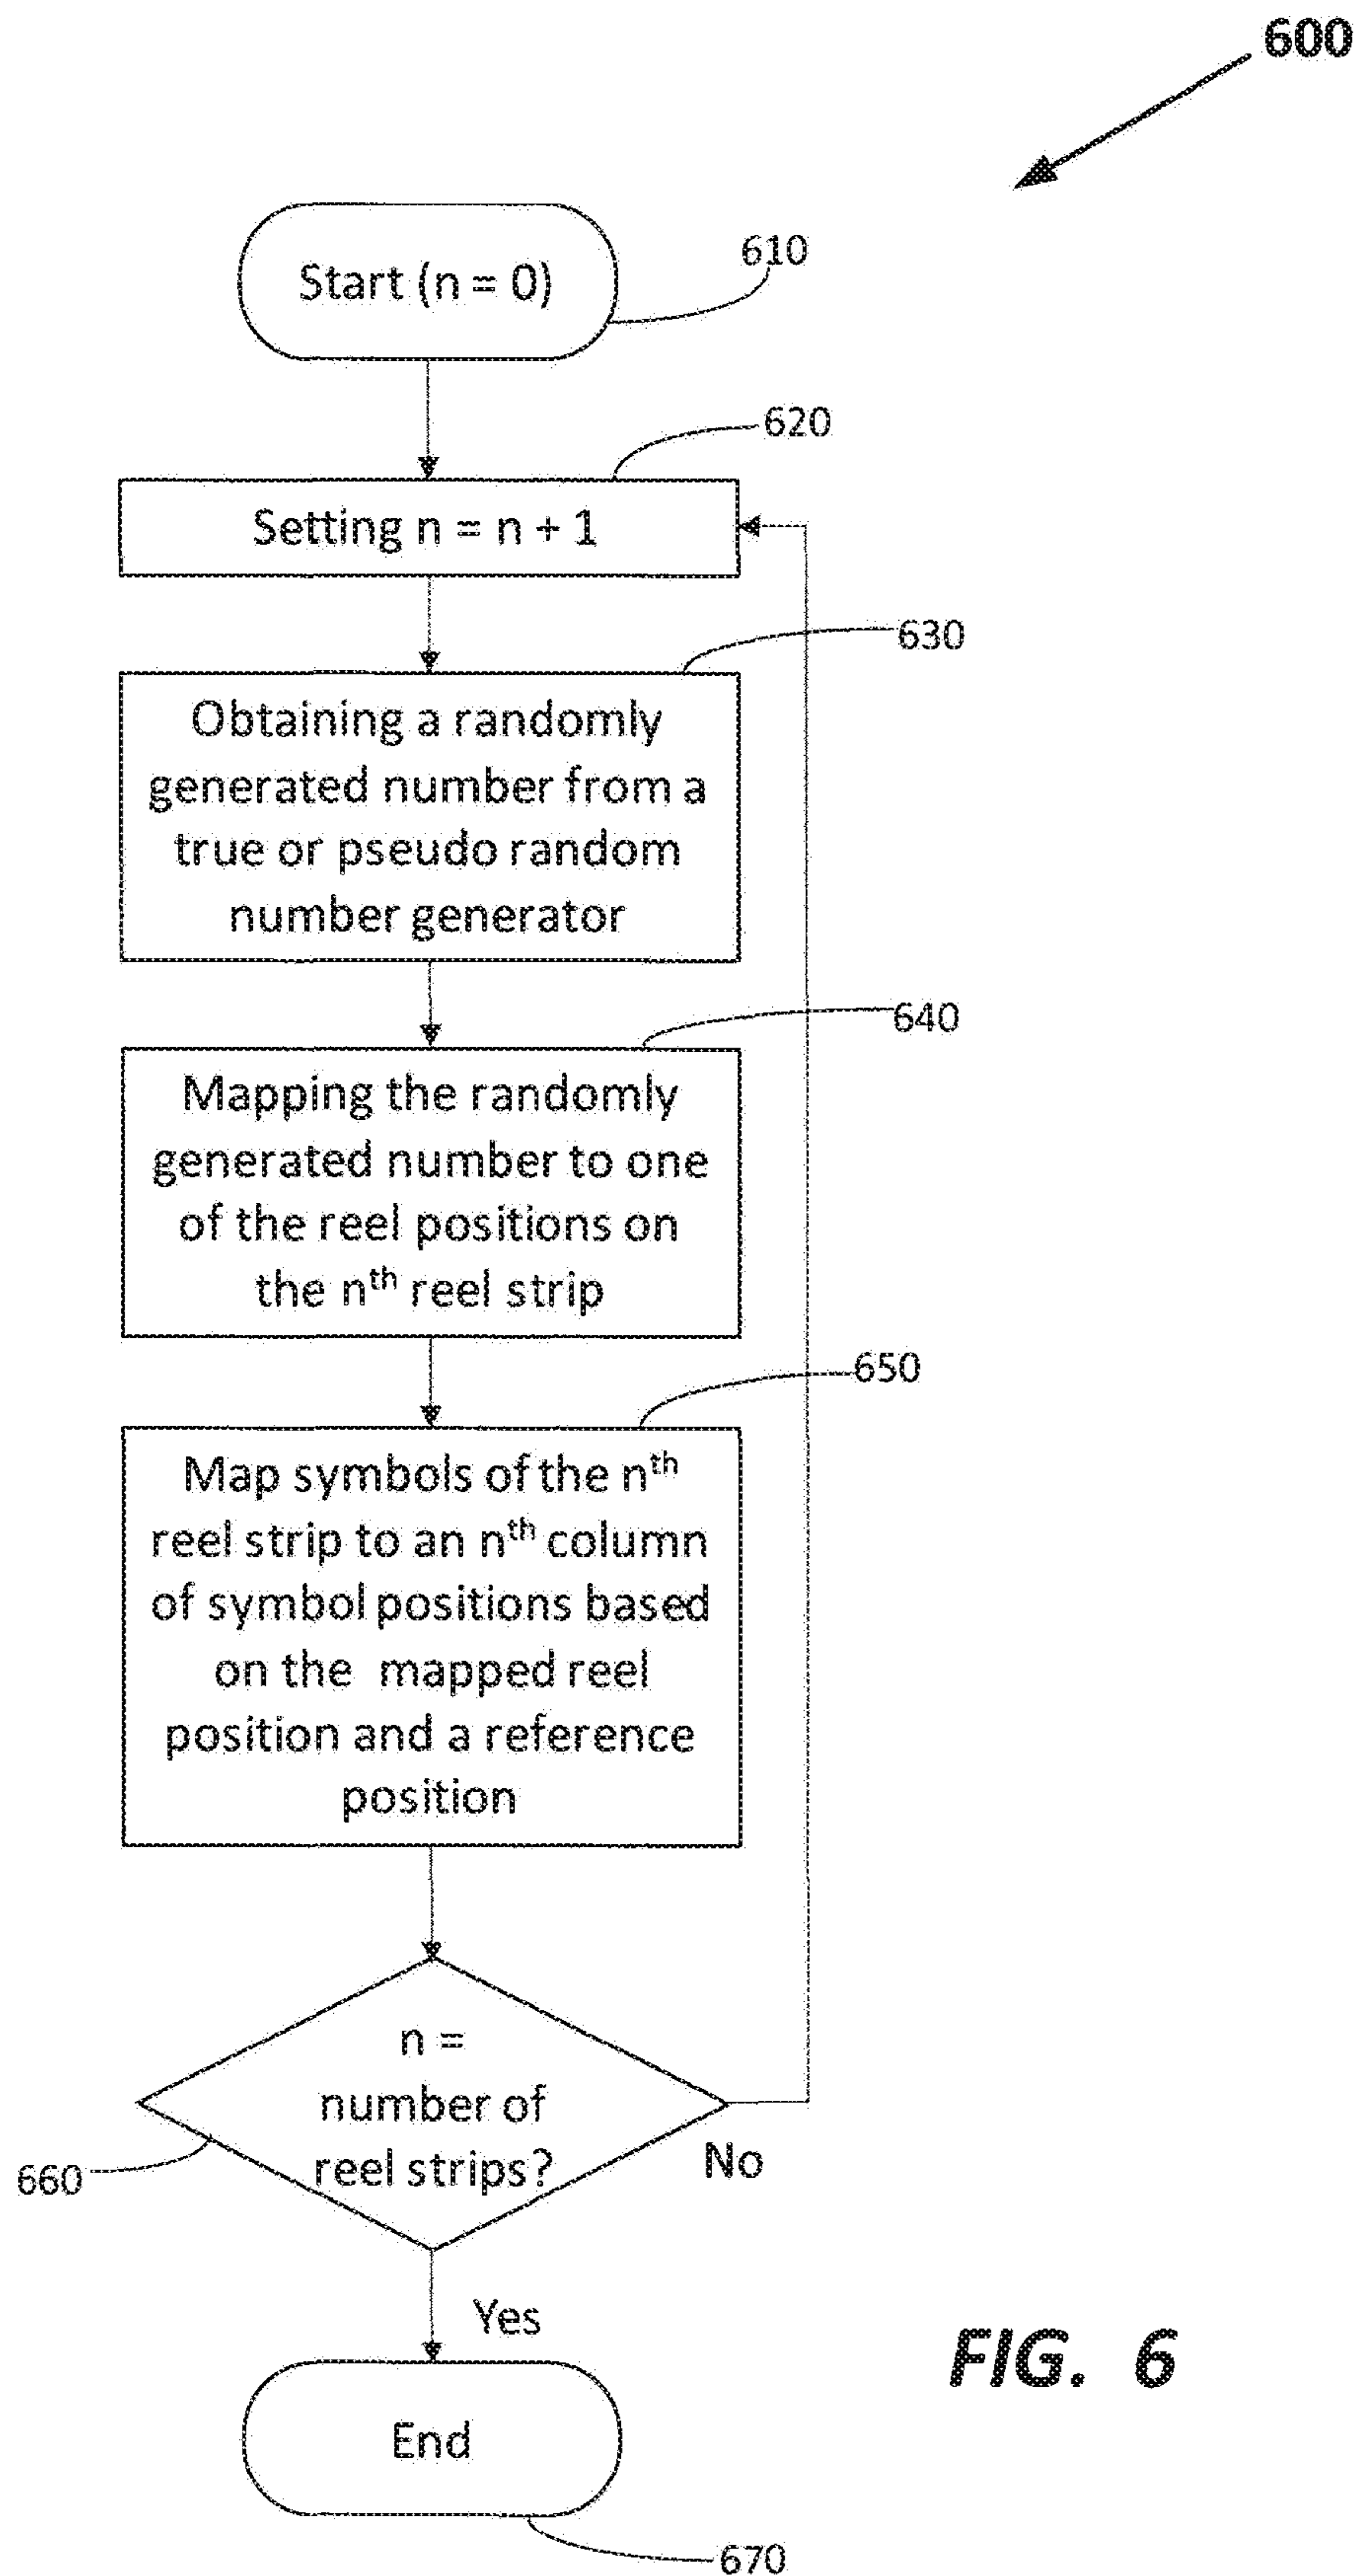 600
Start (n = 0)
610
620
Setting n = n + 1
630
Obtaining a randomly
generated number from a
true or pseudo random
number generator
640
Mapping the randomly
generated number to one
of the reel positions on
the nth reel strip
650
Map symbols of the nth
reel strip to an nth column
of symbol positions based
on the mapped reel
position and a reference
position
n =
number of
reel strips?
660
No
Yes
FIG. 6
End
670